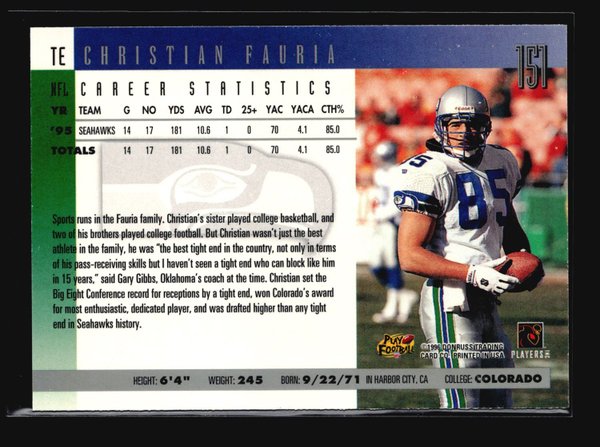 TE CHRISTIAN FAURIA 151
NFL CAREER STATISTICS
YR TEAM G NO YDS AVG TD 25+ YAC YACA CTH%
'95 SEAHAWKS 14 17 181 10.6 1 0 70 4.1 85.0
TOTALS 14 17 181 10.6 1 0 70 4.1 85.0
Sports runs in the Fauria family. Christian's sister played college basketball, and
two of his brothers played college football. But Christian wasn't just the best
athlete in the family, he was "the best tight end in the country, not only in terms
of his pass-receiving skills but I haven't seen a tight end who can block like him
in 15 years," said Gary Gibbs, Oklahoma's coach at the time. Christian set the
Big Eight Conference record for receptions by a tight end, won Colorado's award
for most enthusiastic, dedicated player, and was drafted higher than any tight
end in Seahawks history.
85
PLAY
FOOTBALL
©1996 DONRUSS TRADING
CARD CO. PRINTED IN USA
PLAYERS INC
HEIGHT: 6'4" WEIGHT: 245 BORN: 9/22/71 IN HARBOR CITY, CA COLLEGE: COLORADO